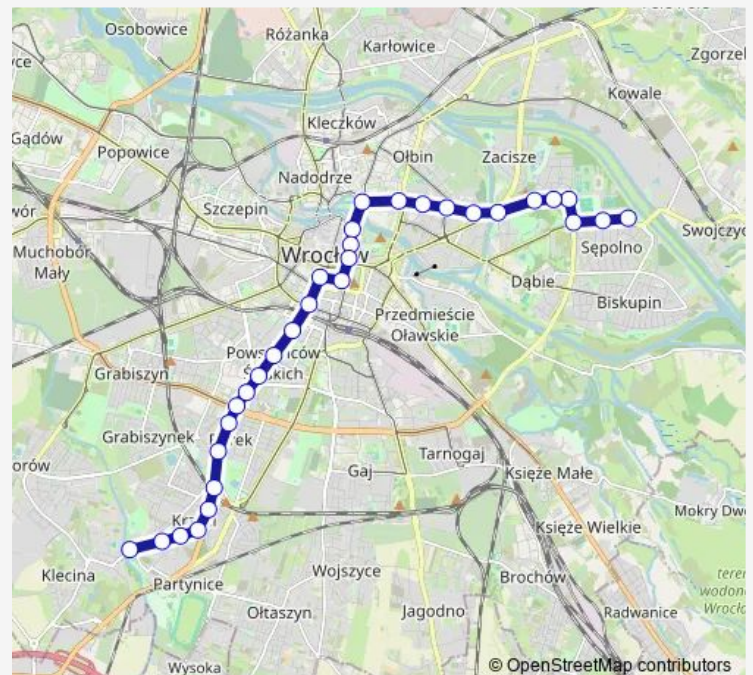 Osobowice
Różanka
Karłowice
Zgorzel
Kowale
Kleczków
Gądów
Popowice
Ołbin
Zacisze
Nadodrze
Szczepin
Swojczyc
Sępolno
Muchobór
Mały
Dąbie
Biskupin
Przedmieście
Oławskie
Grabiszyn
Grabiszynek
Tarnogaj
Gaj
Księże Małe
Mokry Dwó
Księże Wielkie
Klecina
Partynice
Wojszyce
Brochów
Ołtaszyn
Jagodno
Radwanice
Wysoka
© OpenStreetMap contributors